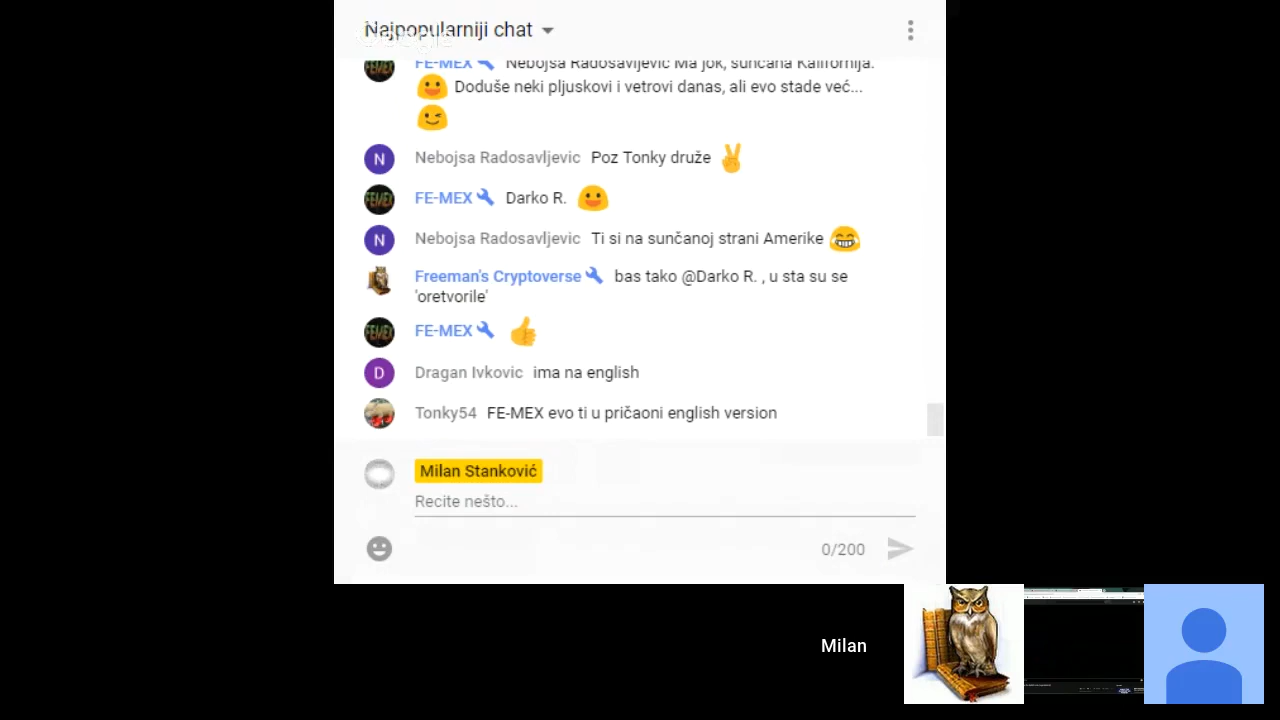 Najpopularniji chat
FE-MEX Nebojsa Radosavljevic Ma jok, sunčana Kalifornija.
Doduše neki pljuskovi i vetrovi danas, ali evo stade već...
Nebojsa Radosavljevic Poz Tonky druže
FE-MEX Darko R.
Nebojsa Radosavljevic Ti si na sunčanoj strani Amerike
Freeman's Cryptoverse bas tako @Darko R. , u sta su se
'oretvorile'
FE-MEX
Dragan Ivkovic ima na english
Tonky54 FE-MEX evo ti u pričaoni english version
Milan Stanković
Recite nešto...
0/200
Milan